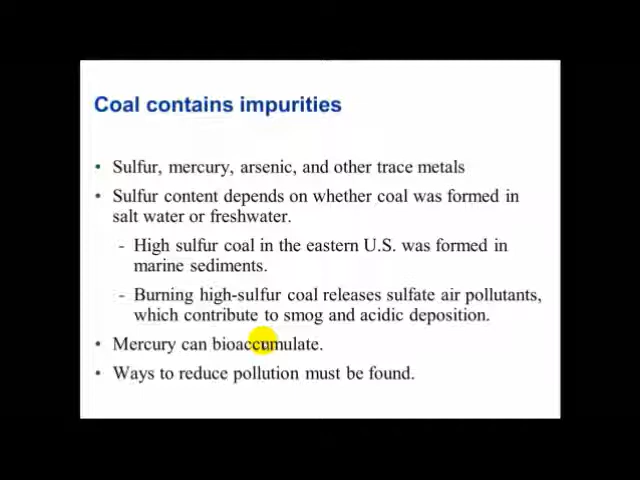 Coal contains impurities
• Sulfur, mercury, arsenic, and other trace metals
• Sulfur content depends on whether coal was formed in
salt water or freshwater.
- High sulfur coal in the eastern U.S. was formed in
marine sediments.
- Burning high-sulfur coal releases sulfate air pollutants,
which contribute to smog and acidic deposition.
• Mercury can bioaccumulate.
• Ways to reduce pollution must be found.